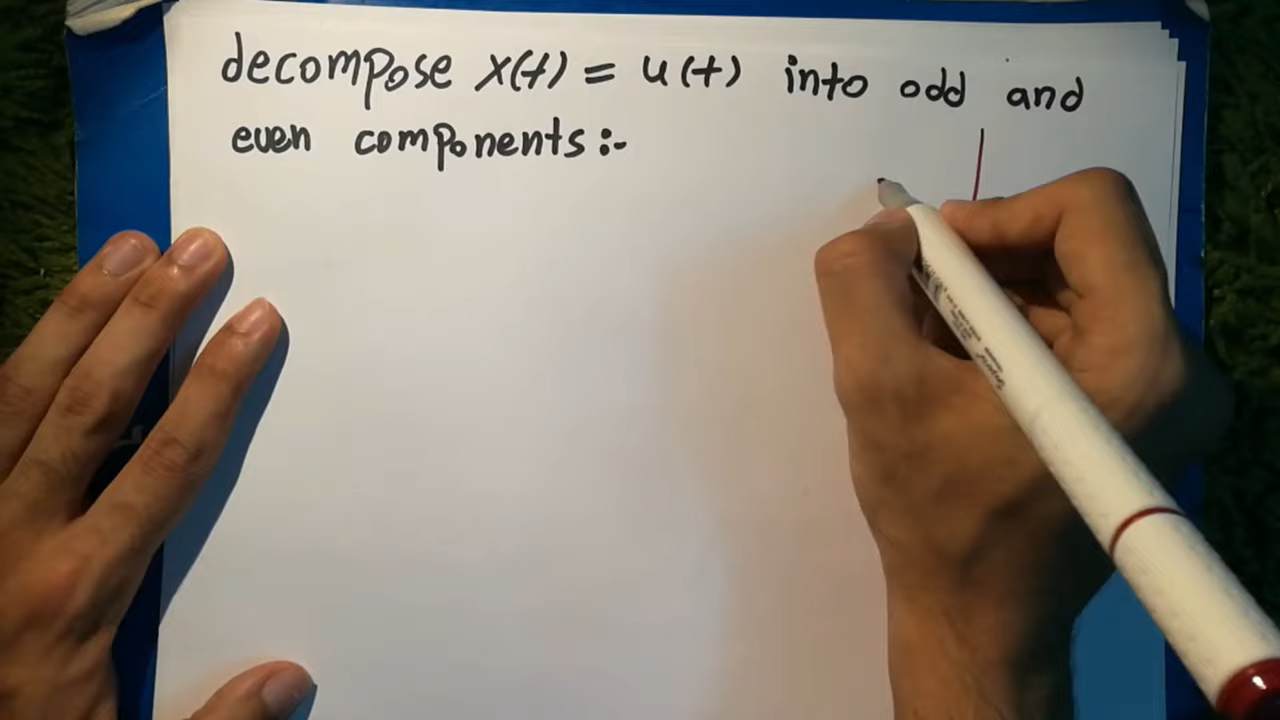 decompose x(t) = u(t) into odd and
even components:-